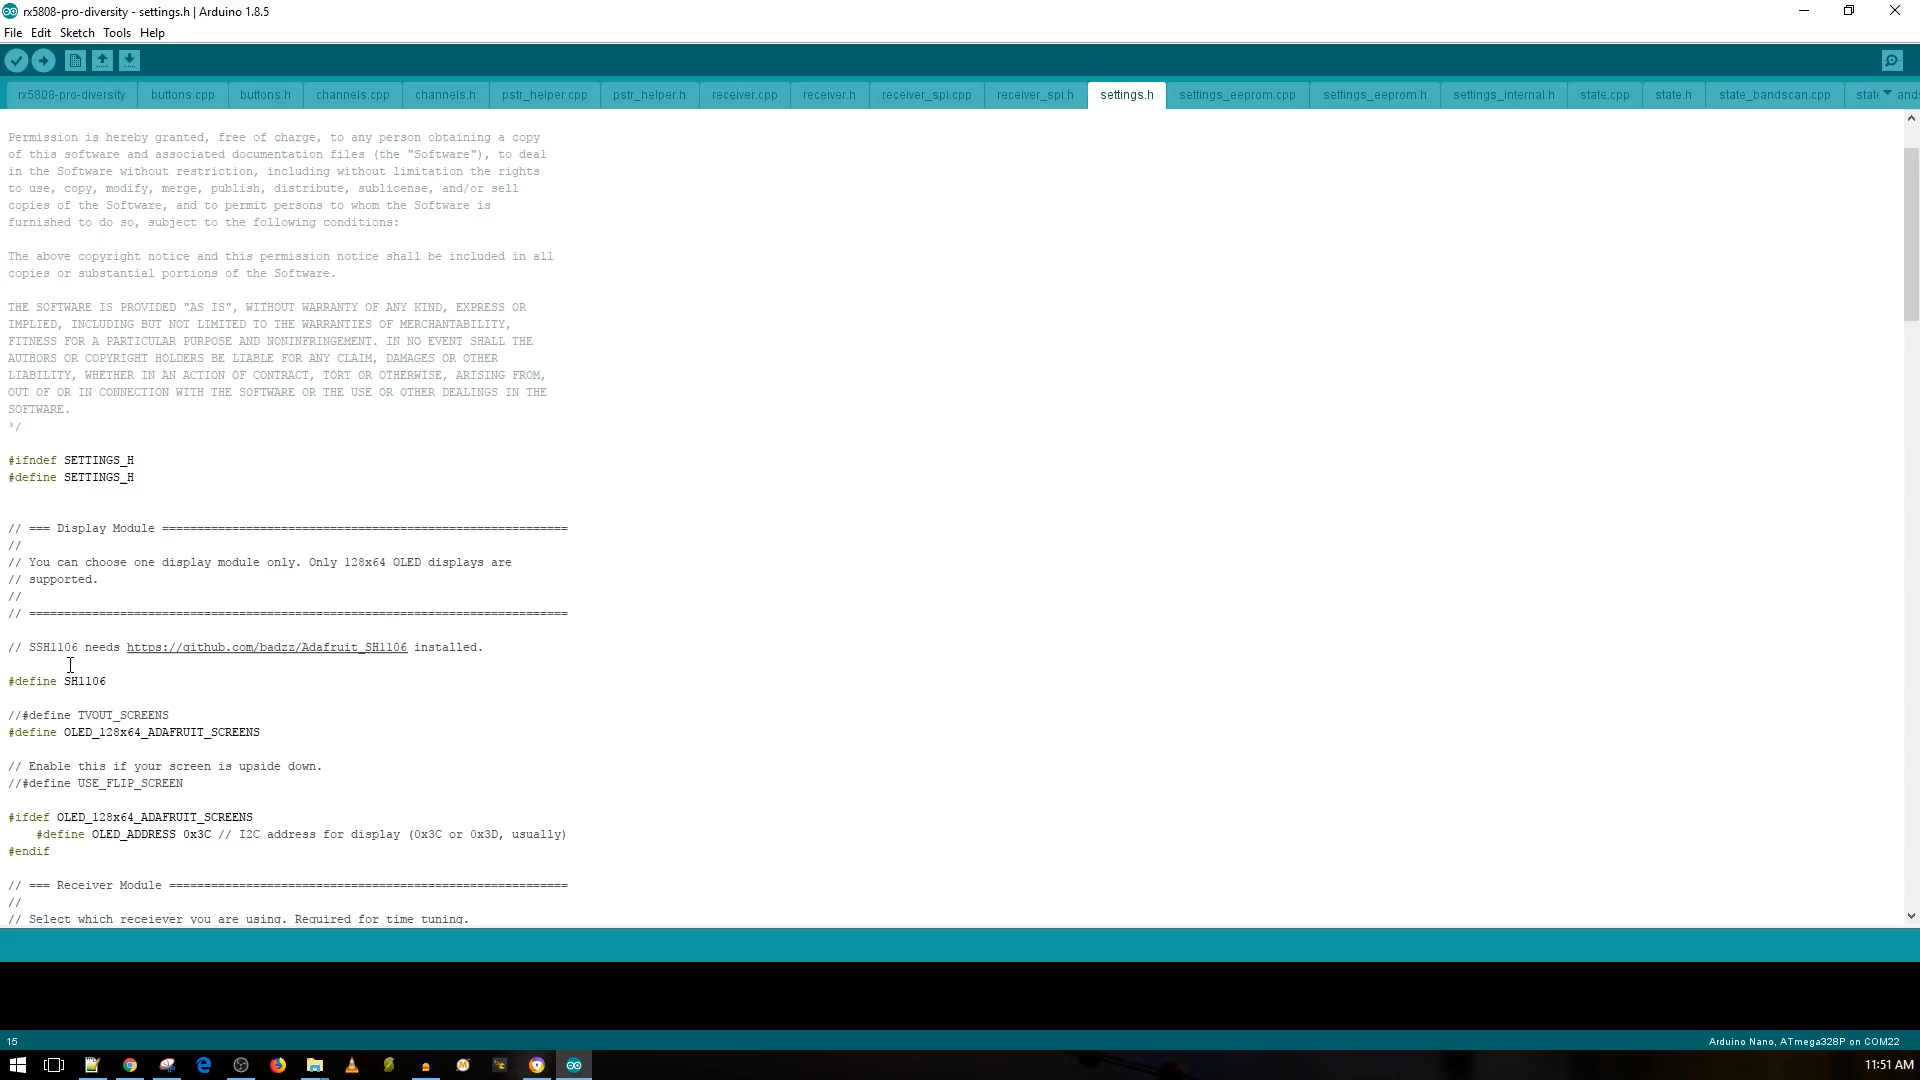 rx5808-pro-diversity - settings.h | Arduino 1.8.5
File Edit Sketch Tools Help
rx5808-pro-diversity buttons.cpp buttons.h channels.cpp channels.h pstr_helper.cpp pstr_helper.h receiver.cpp receiver.h receiver_spi.cpp receiver_spi.h settings.h settings_eeprom.cpp settings_eeprom.h settings_internal.h state.cpp state.h state_bandscan.cpp
Permission is hereby granted, free of charge, to any person obtaining a copy
of this software and associated documentation files (the "Software"), to deal
in the Software without restriction, including without limitation the rights
to use, copy, modify, merge, publish, distribute, sublicense, and/or sell
copies of the Software, and to permit persons to whom the Software is
furnished to do so, subject to the following conditions:
The above copyright notice and this permission notice shall be included in all
copies or substantial portions of the Software.
THE SOFTWARE IS PROVIDED "AS IS", WITHOUT WARRANTY OF ANY KIND, EXPRESS OR
IMPLIED, INCLUDING BUT NOT LIMITED TO THE WARRANTIES OF MERCHANTABILITY,
FITNESS FOR A PARTICULAR PURPOSE AND NONINFRINGEMENT. IN NO EVENT SHALL THE
AUTHORS OR COPYRIGHT HOLDERS BE LIABLE FOR ANY CLAIM, DAMAGES OR OTHER
LIABILITY, WHETHER IN AN ACTION OF CONTRACT, TORT OR OTHERWISE, ARISING FROM,
OUT OF OR IN CONNECTION WITH THE SOFTWARE OR THE USE OR OTHER DEALINGS IN THE
SOFTWARE.
*/
#ifndef SETTINGS_H
#define SETTINGS_H
// === Display Module ==========================================================
//
// You can choose one display module only. Only 128x64 OLED displays are
// supported.
//
// =============================================================================
// SSH1106 needs https://github.com/badzz/Adafruit_SH1106 installed.
#define SH1106
//#define TVOUT_SCREENS
#define OLED_128x64_ADAFRUIT_SCREENS
// Enable this if your screen is upside down.
//#define USE_FLIP_SCREEN
#ifdef OLED_128x64_ADAFRUIT_SCREENS
#define OLED_ADDRESS 0x3C // I2C address for display (0x3C or 0x3D, usually)
#endif
// === Receiver Module =========================================================
//
// Select which receiever you are using. Required for time tuning.
15
Arduino Nano, ATmega328P on COM22
11:51 AM